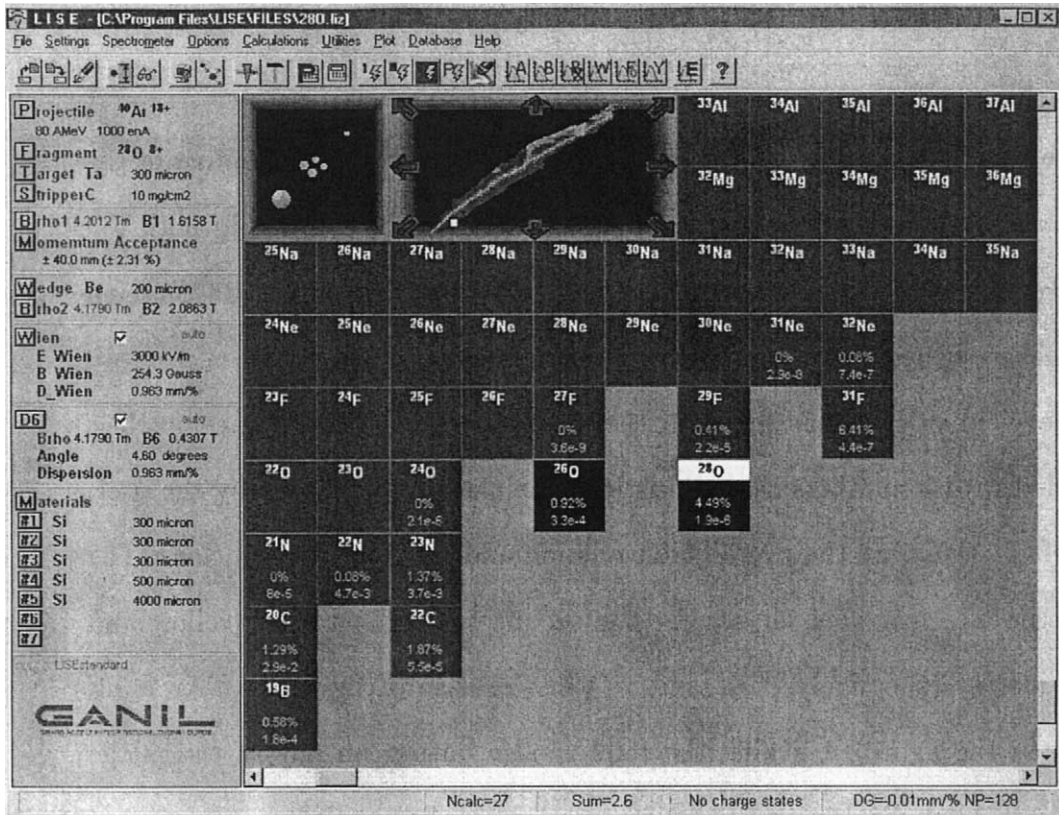 L I S E - [C:\Program Files\LISE\FILES\28O.liz]
File Settings Spectrometer Options Calculations Utilities Plot Database Help
Projectile 40Ar 18+
80 AMeV 1000 enA
Fragment 28O 8+
Target Ta 300 micron
Stripper C 10 mg/cm2
Brho1 4.2012 Tm B1 1.6158 T
Momemtum Acceptance
± 40.0 mm (± 2.31 %)
Wedge Be 200 micron
Brho2 4.1790 Tm B2 2.0863 T
Wien auto
E Wien 3000 kV/m
B Wien 254.3 Gauss
D_Wien 0.963 mm/%
D6 auto
Brho 4.1790 Tm B6 0.4307 T
Angle 4.60 degrees
Dispersion 0.963 mm/%
Materials
#1 Si 300 micron
#2 Si 300 micron
#3 Si 300 micron
#4 Si 500 micron
#5 Si 4000 micron
#6
#7
LISEstandard
GANIL
33Al 34Al 35Al 36Al 37Al
32Mg 33Mg 34Mg 35Mg 36Mg
25Na 26Na 27Na 28Na 29Na 30Na 31Na 32Na 33Na 34Na 35Na
24Ne 25Ne 26Ne 27Ne 28Ne 29Ne 30Ne 31Ne 32Ne
0% 0.08%
2.9e-8 7.4e-7
23F 24F 25F 26F 27F 29F 31F
0% 0.41% 6.41%
3.6e-9 2.2e-5 4.4e-7
22O 23O 24O 26O 28O
0% 0.92% 4.49%
3.3e-4 1.9e-6
21N 22N 23N
0% 0.08% 1.37%
8e-5 4.7e-3 3.7e-3
20C 22C
1.29% 1.87%
2.9e-2 5.5e-5
19B
0.58%
1.8e-4
Ncalc=27 Sum=2.6 No charge states DG=-0.01mm/% NP=128